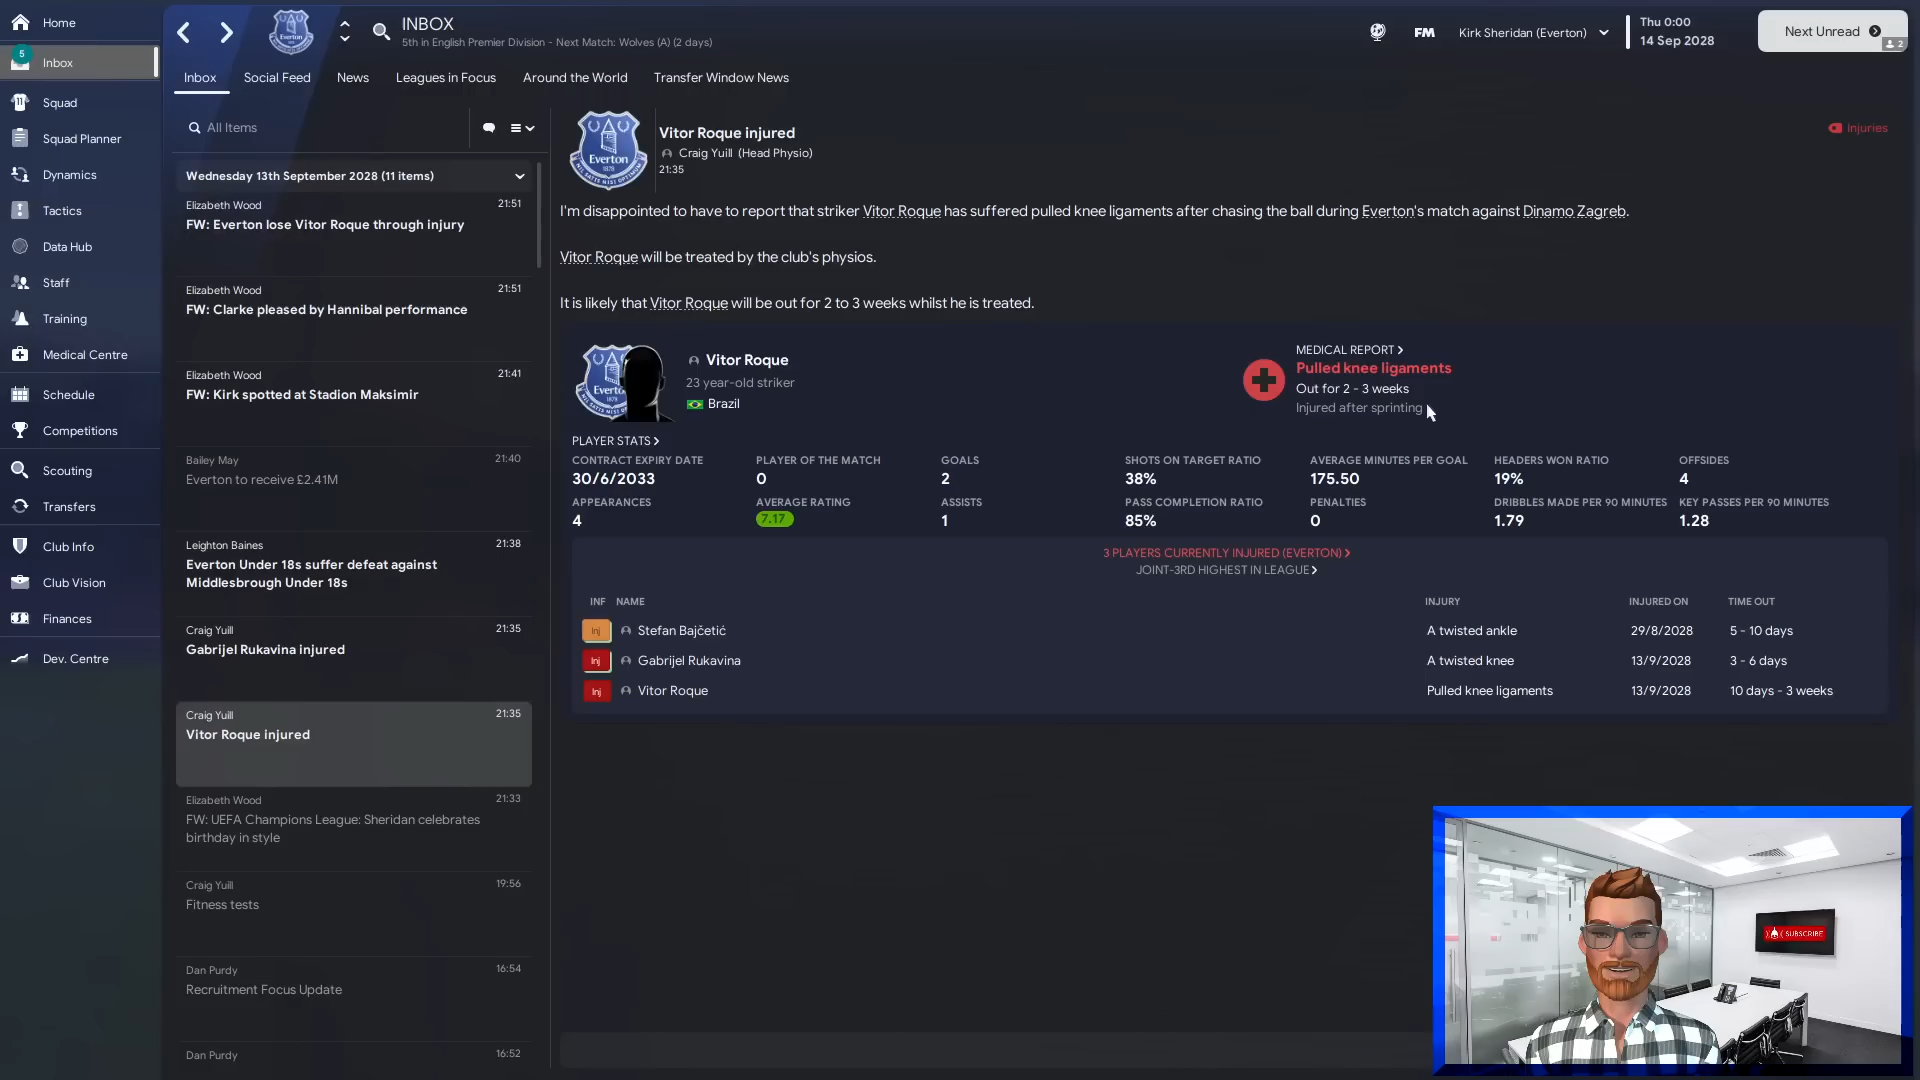 Home
5
Inbox
Squad
Squad Planner
Dynamics
Tactics
Data Hub
Staff
Training
Medical Centre
Schedule
Competitions
Scouting
Transfers
Club Info
Club Vision
Finances
Dev. Centre
INBOX
5th in English Premier Division - Next Match: Wolves (A) (2 days)
FM
Kirk Sheridan (Everton)
Thu 0:00
14 Sep 2028
Next Unread
2
Inbox
Social Feed
News
Leagues in Focus
Around the World
Transfer Window News
All Items
Wednesday 13th September 2028 (11 items)
Elizabeth Wood 21:51
FW: Everton lose Vitor Roque through injury
Elizabeth Wood 21:51
FW: Clarke pleased by Hannibal performance
Elizabeth Wood 21:41
FW: Kirk spotted at Stadion Maksimir
Bailey May 21:40
Everton to receive £2.41M
Leighton Baines 21:38
Everton Under 18s suffer defeat against
Middlesbrough Under 18s
Craig Yuill 21:35
Gabrijel Rukavina injured
Craig Yuill 21:35
Vitor Roque injured
Elizabeth Wood 21:33
FW: UEFA Champions League: Sheridan celebrates
birthday in style
Craig Yuill 19:56
Fitness tests
Dan Purdy 16:54
Recruitment Focus Update
Dan Purdy 16:52
Everton
1878
NIL SATIS NISI OPTIMUM
Vitor Roque injured
Craig Yuill (Head Physio)
21:35
Injuries
I'm disappointed to have to report that striker Vitor Roque has suffered pulled knee ligaments after chasing the ball during Everton's match against Dinamo Zagreb.
Vitor Roque will be treated by the club's physios.
It is likely that Vitor Roque will be out for 2 to 3 weeks whilst he is treated.
Vitor Roque
23 year-old striker
Brazil
MEDICAL REPORT
Pulled knee ligaments
Out for 2 - 3 weeks
Injured after sprinting
PLAYER STATS
CONTRACT EXPIRY DATE PLAYER OF THE MATCH GOALS SHOTS ON TARGET RATIO AVERAGE MINUTES PER GOAL HEADERS WON RATIO OFFSIDES
30/6/2033 0 2 38% 175.50 19% 4
APPEARANCES AVERAGE RATING ASSISTS PASS COMPLETION RATIO PENALTIES DRIBBLES MADE PER 90 MINUTES KEY PASSES PER 90 MINUTES
4 7.17 1 85% 0 1.79 1.28
3 PLAYERS CURRENTLY INJURED (EVERTON)
JOINT-3RD HIGHEST IN LEAGUE
INF NAME INJURY INJURED ON TIME OUT
Inj Stefan Bajčetić A twisted ankle 29/8/2028 5 - 10 days
Inj Gabrijel Rukavina A twisted knee 13/9/2028 3 - 6 days
Inj Vitor Roque Pulled knee ligaments 13/9/2028 10 days - 3 weeks
SUBSCRIBE